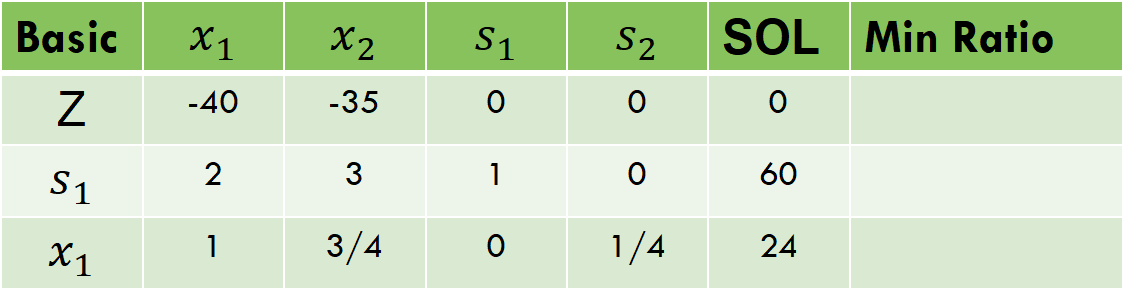 Basic x₁ x₂ s₁ s₂ SOL Min Ratio
Z -40 -35 0 0 0
s₁ 2 3 1 0 60
x₁ 1 3/4 0 1/4 24